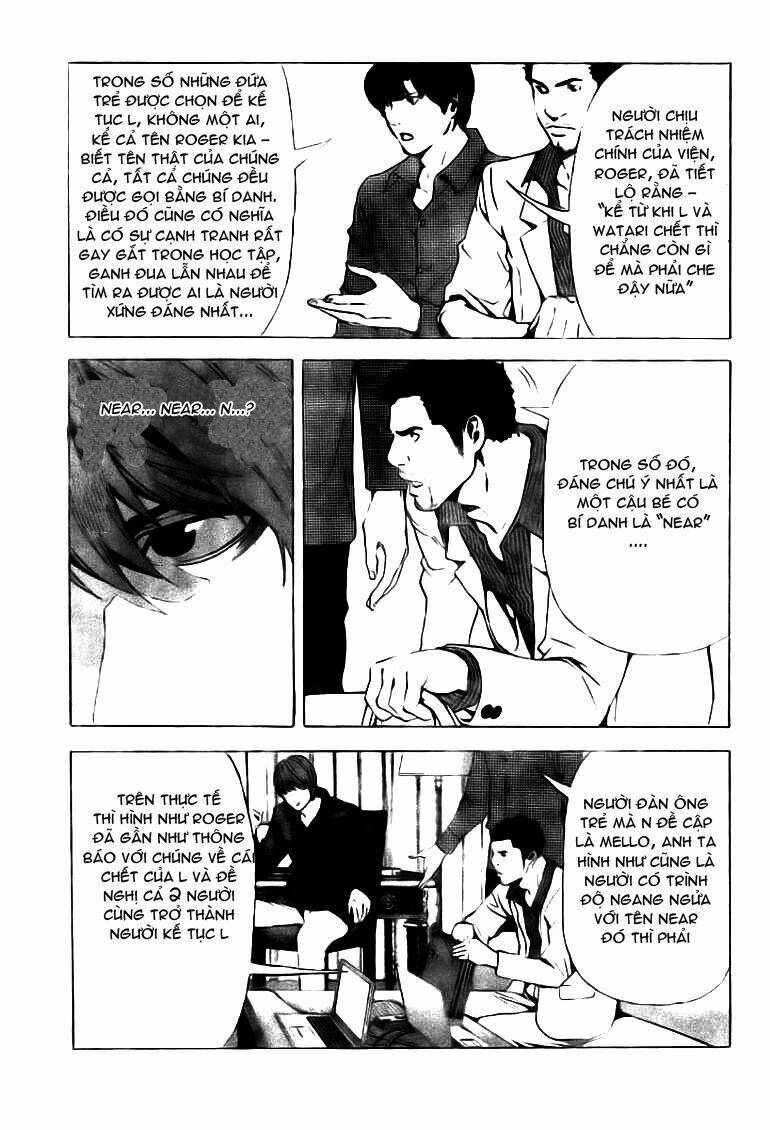 NGƯỜI CHỊU
TRÁCH NHIỆM
CHÍNH CỦA VIỆN,
ROGER, ĐÃ TIẾT
LỘ RẰNG –
"KỂ TỪ KHI L VÀ
WATARI CHẾT THÌ
CHẲNG CÒN GÌ
ĐỂ MÀ PHẢI CHE
ĐẬY NỮA"
TRONG SỐ NHỮNG ĐỨA
TRẺ ĐƯỢC CHỌN ĐỂ KẾ
TỤC L, KHÔNG MỘT AI,
KỂ CẢ TÊN ROGER KIA –
BIẾT TÊN THẬT CỦA CHÚNG
CẢ, TẤT CẢ CHÚNG ĐỀU
ĐƯỢC GỌI BẰNG BÍ DANH.
ĐIỀU ĐÓ CŨNG CÓ NGHĨA
LÀ CÓ SỰ CẠNH TRANH RẤT
GAY GẮT TRONG HỌC TẬP,
GANH ĐUA LẪN NHAU ĐỂ
TÌM RA ĐƯỢC AI LÀ NGƯỜI
XỨNG ĐÁNG NHẤT...
TRONG SỐ ĐÓ,
ĐÁNG CHÚ Ý NHẤT LÀ
MỘT CẬU BÉ CÓ
BÍ DANH LÀ "NEAR"
....
NEAR... NEAR... N...?
NGƯỜI ĐÀN ÔNG
TRẺ MÀ N ĐỀ CẬP
LÀ MELLO, ANH TA
HÌNH NHƯ CŨNG LÀ
NGƯỜI CÓ TRÌNH
ĐỘ NGANG NGỬA
VỚI TÊN NEAR
ĐÓ THÌ PHẢI
TRÊN THỰC TẾ
THÌ HÌNH NHƯ ROGER
ĐÃ GẦN NHƯ THÔNG
BÁO VỚI CHÚNG VỀ CÁI
CHẾT CỦA L VÀ ĐỀ
NGHỊ CẢ 2 NGƯỜI
CÙNG TRỞ THÀNH
NGƯỜI KẾ TỤC L